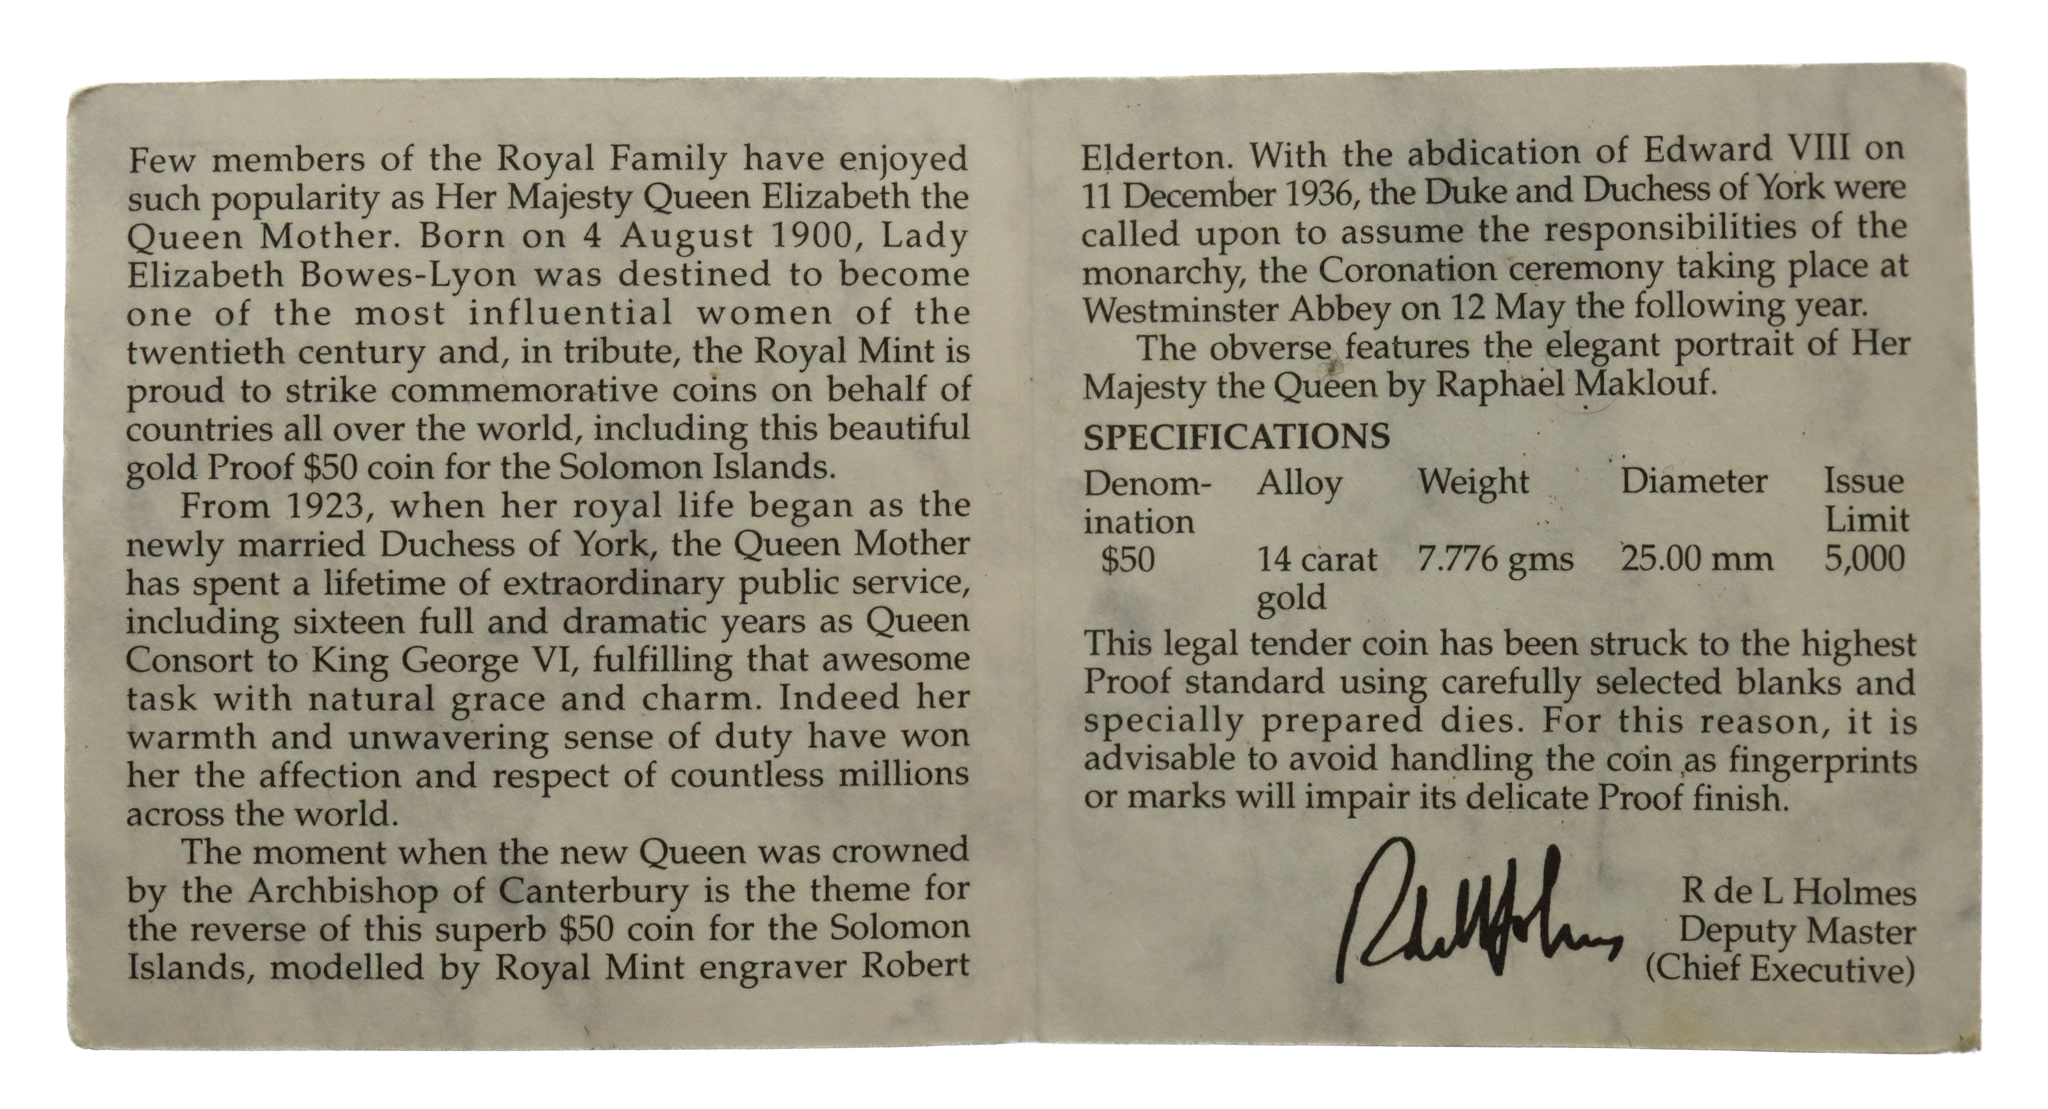 Few members of the Royal Family have enjoyed
such popularity as Her Majesty Queen Elizabeth the
Queen Mother. Born on 4 August 1900, Lady
Elizabeth Bowes-Lyon was destined to become
one of the most influential women of the
twentieth century and, in tribute, the Royal Mint is
proud to strike commemorative coins on behalf of
countries all over the world, including this beautiful
gold Proof $50 coin for the Solomon Islands.
From 1923, when her royal life began as the
newly married Duchess of York, the Queen Mother
has spent a lifetime of extraordinary public service,
including sixteen full and dramatic years as Queen
Consort to King George VI, fulfilling that awesome
task with natural grace and charm. Indeed her
warmth and unwavering sense of duty have won
her the affection and respect of countless millions
across the world.
The moment when the new Queen was crowned
by the Archbishop of Canterbury is the theme for
the reverse of this superb $50 coin for the Solomon
Islands, modelled by Royal Mint engraver Robert
Elderton. With the abdication of Edward VIII on
11 December 1936, the Duke and Duchess of York were
called upon to assume the responsibilities of the
monarchy, the Coronation ceremony taking place at
Westminster Abbey on 12 May the following year.
The obverse features the elegant portrait of Her
Majesty the Queen by Raphael Maklouf.
SPECIFICATIONS
Denom- Alloy Weight Diameter Issue
ination Limit
$50 14 carat 7.776 gms 25.00 mm 5,000
gold
This legal tender coin has been struck to the highest
Proof standard using carefully selected blanks and
specially prepared dies. For this reason, it is
advisable to avoid handling the coin as fingerprints
or marks will impair its delicate Proof finish.
R de L Holmes
R de L Holmes
Deputy Master
(Chief Executive)